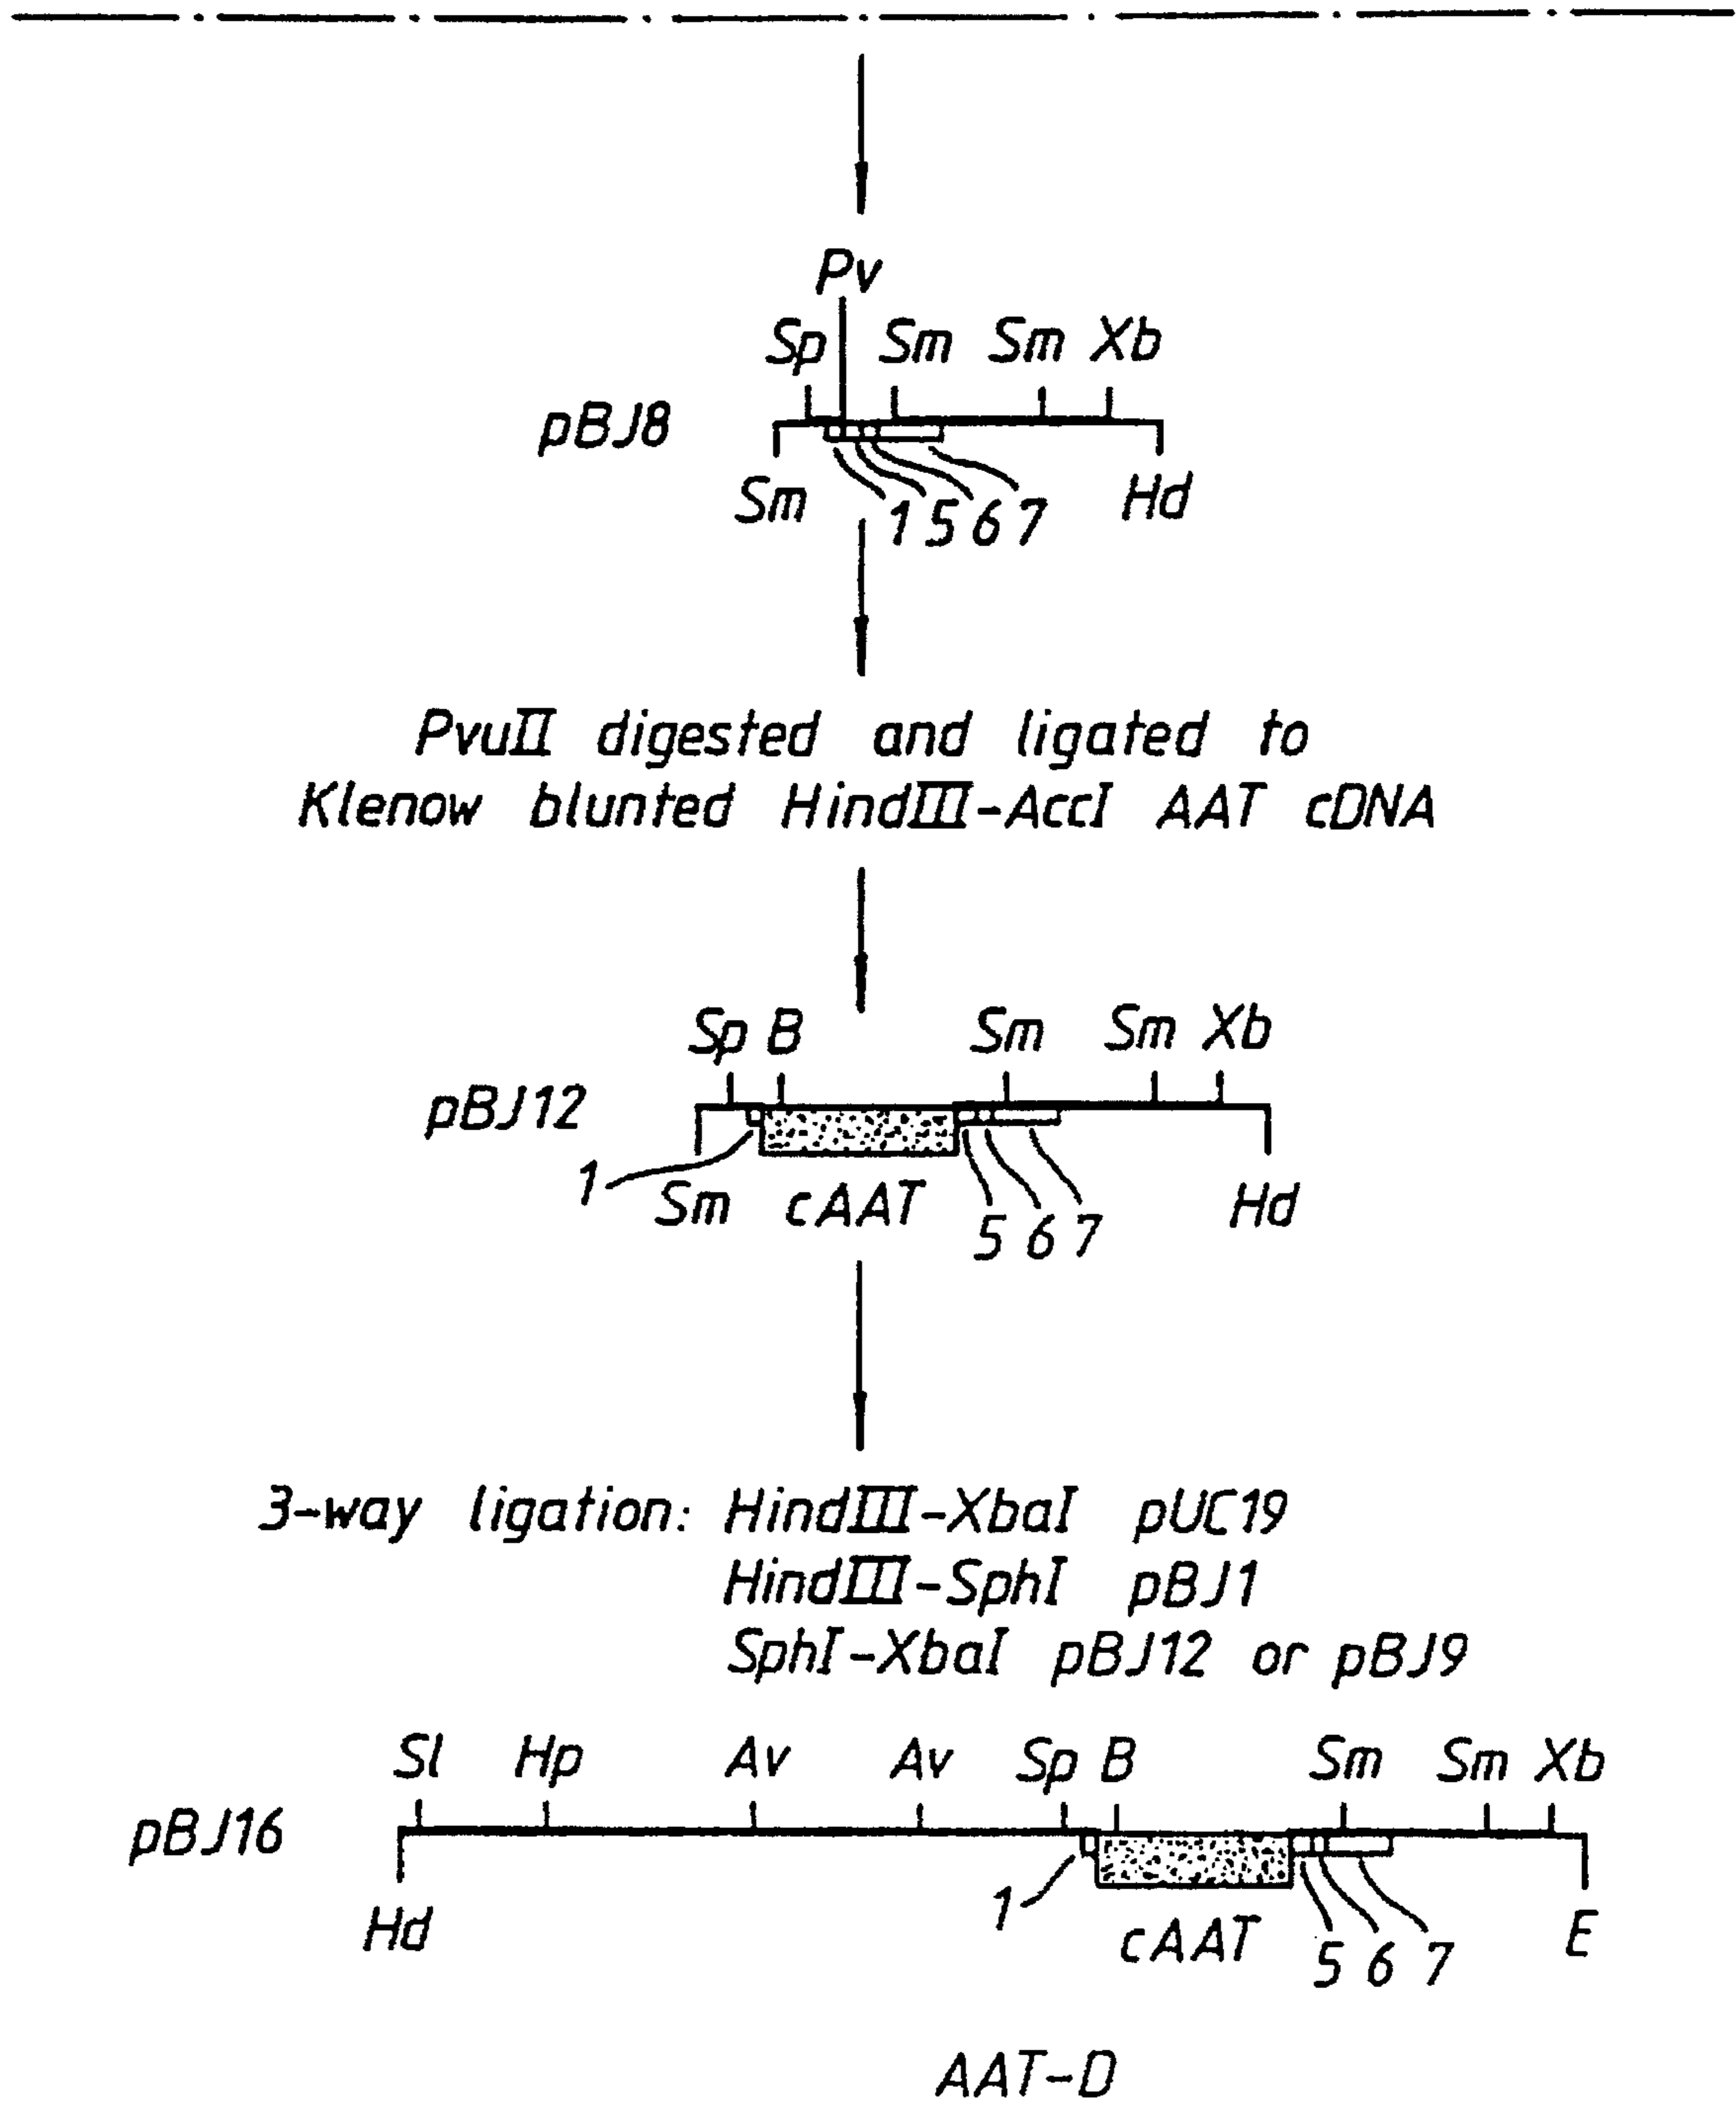 Pv
Sp Sm Sm Xb
pBJ8
Sm 1 5 6 7 Hd
PvuII digested and ligated to
Klenow blunted HindIII-AccI AAT cDNA
Sp B Sm Sm Xb
pBJ12
1 Sm cAAT 5 6 7 Hd
3-way ligation: HindIII-XbaI pUC19
HindIII-SphI pBJ1
SphI-XbaI pBJ12 or pBJ9
Sl Hp Av Av Sp B Sm Sm Xb
pBJ16
Hd 1 cAAT 5 6 7 E
AAT-D